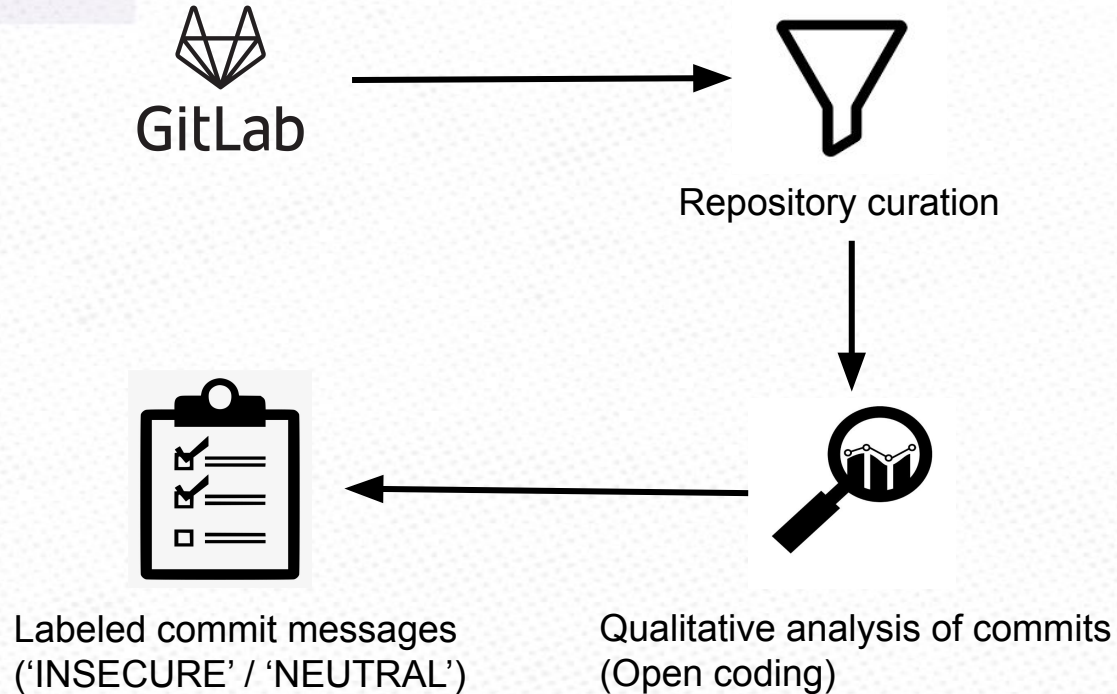 GitLab
Repository curation
Qualitative analysis of commits
(Open coding)
Labeled commit messages
(‘INSECURE’ / ‘NEUTRAL’)